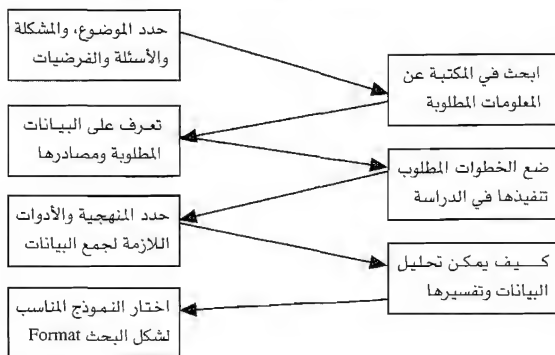 حدد الموضوع، والمشكلة
والأسئلة والفرضيات
ابحث في المكتبة عن
المعلومات المطلوبة
تعرف على البيانات
المطلوبة ومصادرها
ضع الخطوات المطلوب
تنفيذها في الدراسة
حدد المنهجية والأدوات
اللازمة لجمع البيانات
كيف يمكن تحليل
البيانات وتفسيرها
اختار النموذج المناسب
لشكل البحث Format